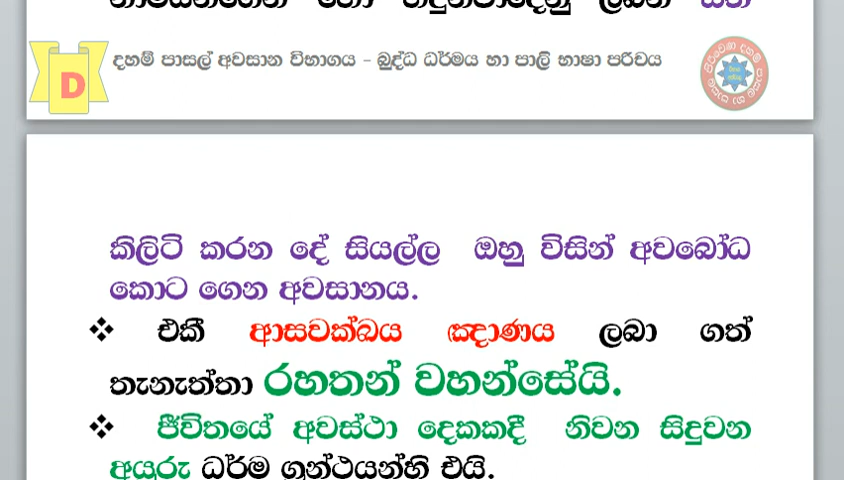 දහම් පාසල් අවසාන විභාගය - බුද්ධ ධර්මය හා පාලි භාෂා පරිචය
D
කිලිටි කරන දේ සියල්ල ඔහු විසින් අවබෝධ
කොට ගෙන අවසානය.
❖ එකී ආසවක්ඛය ඤාණය ලබා ගත්
තැනැත්තා රහතන් වහන්සේයි.
❖ ජීවිතයේ අවස්ථා දෙකකදී නිවන සිදුවන
අයුරු ධර්ම ග්‍රන්ථයන්හි එයි.